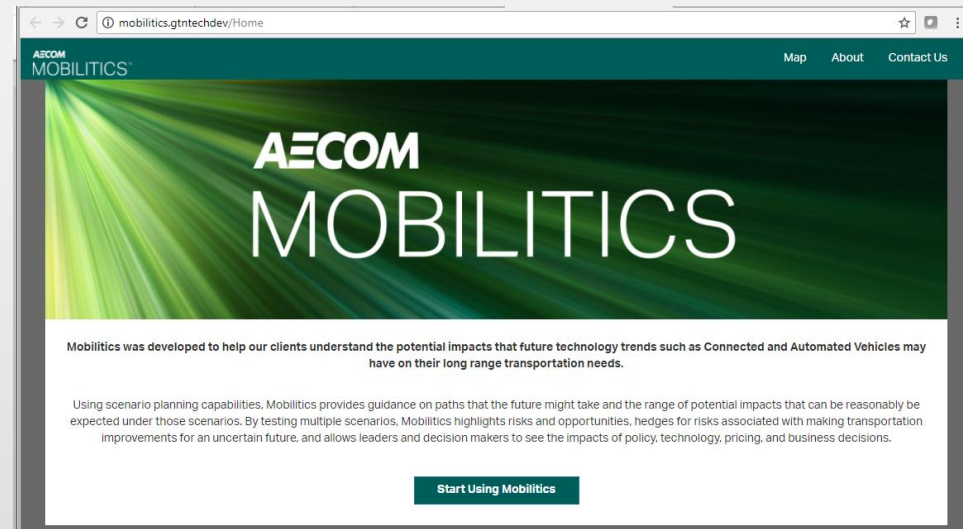 mobilitics.gtntechdev/Home
AECOM
MOBILITICS™
Map About Contact Us
AECOM
MOBILITICS
Mobilitics was developed to help our clients understand the potential impacts that future technology trends such as Connected and Automated Vehicles may
have on their long range transportation needs.
Using scenario planning capabilities, Mobilitics provides guidance on paths that the future might take and the range of potential impacts that can be reasonably be
expected under those scenarios. By testing multiple scenarios, Mobilitics highlights risks and opportunities, hedges for risks associated with making transportation
improvements for an uncertain future, and allows leaders and decision makers to see the impacts of policy, technology, pricing, and business decisions.
Start Using Mobilitics